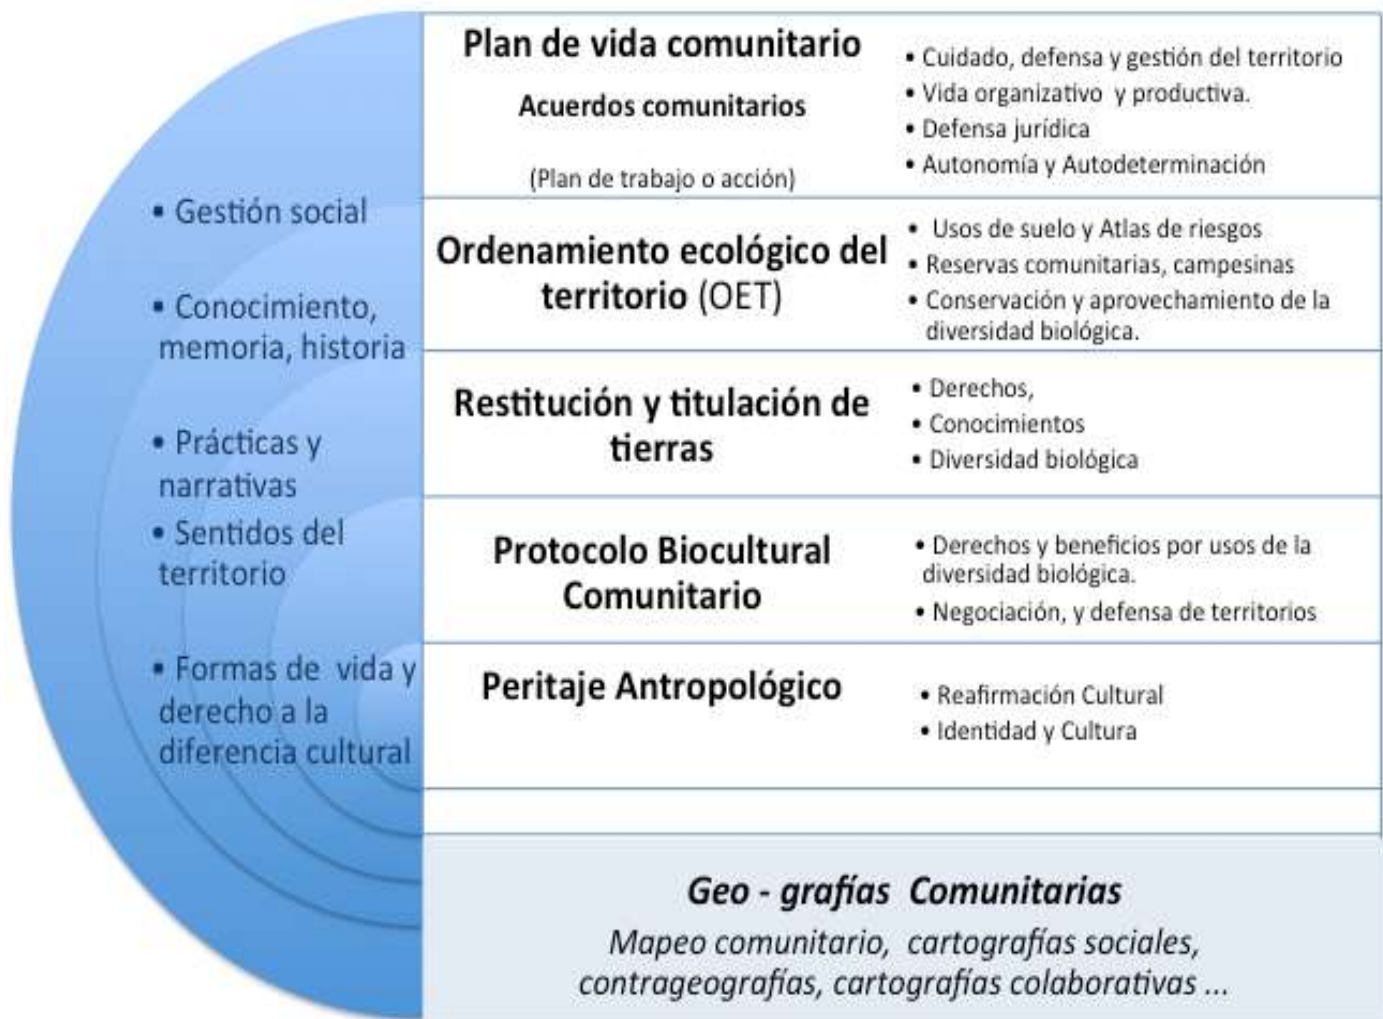 • Gestión social
• Conocimiento,
memoria, historia
• Prácticas y
narrativas
• Sentidos del
territorio
• Formas de vida y
derecho a la
diferencia cultural
Plan de vida comunitario
Acuerdos comunitarios
(Plan de trabajo o acción)
• Cuidado, defensa y gestión del territorio
• Vida organizativo y productiva.
• Defensa jurídica
• Autonomía y Autodeterminación
Ordenamiento ecológico del
territorio (OET)
• Usos de suelo y Atlas de riesgos
• Reservas comunitarias, campesinas
• Conservación y aprovechamiento de la
diversidad biológica.
Restitución y titulación de
tierras
• Derechos,
• Conocimientos
• Diversidad biológica
Protocolo Biocultural
Comunitario
• Derechos y beneficios por usos de la
diversidad biológica.
• Negociación, y defensa de territorios
Peritaje Antropológico
• Reafirmación Cultural
• Identidad y Cultura
Geo - grafías Comunitarias
Mapeo comunitario, cartografías sociales,
contrageografías, cartografías colaborativas ...